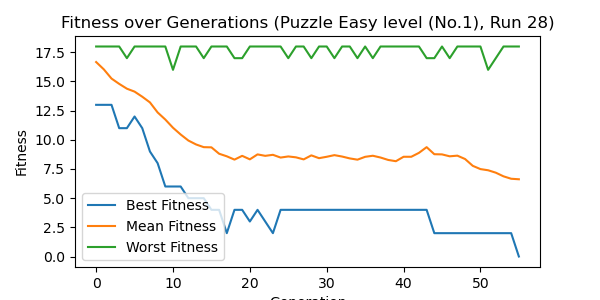 Fitness over Generations (Puzzle Easy level (No.1), Run 28)
Fitness
17.5
15.0
12.5
10.0
7.5
5.0
2.5
0.0
Best Fitness
Mean Fitness
Worst Fitness
0 10 20 30 40 50
Generation